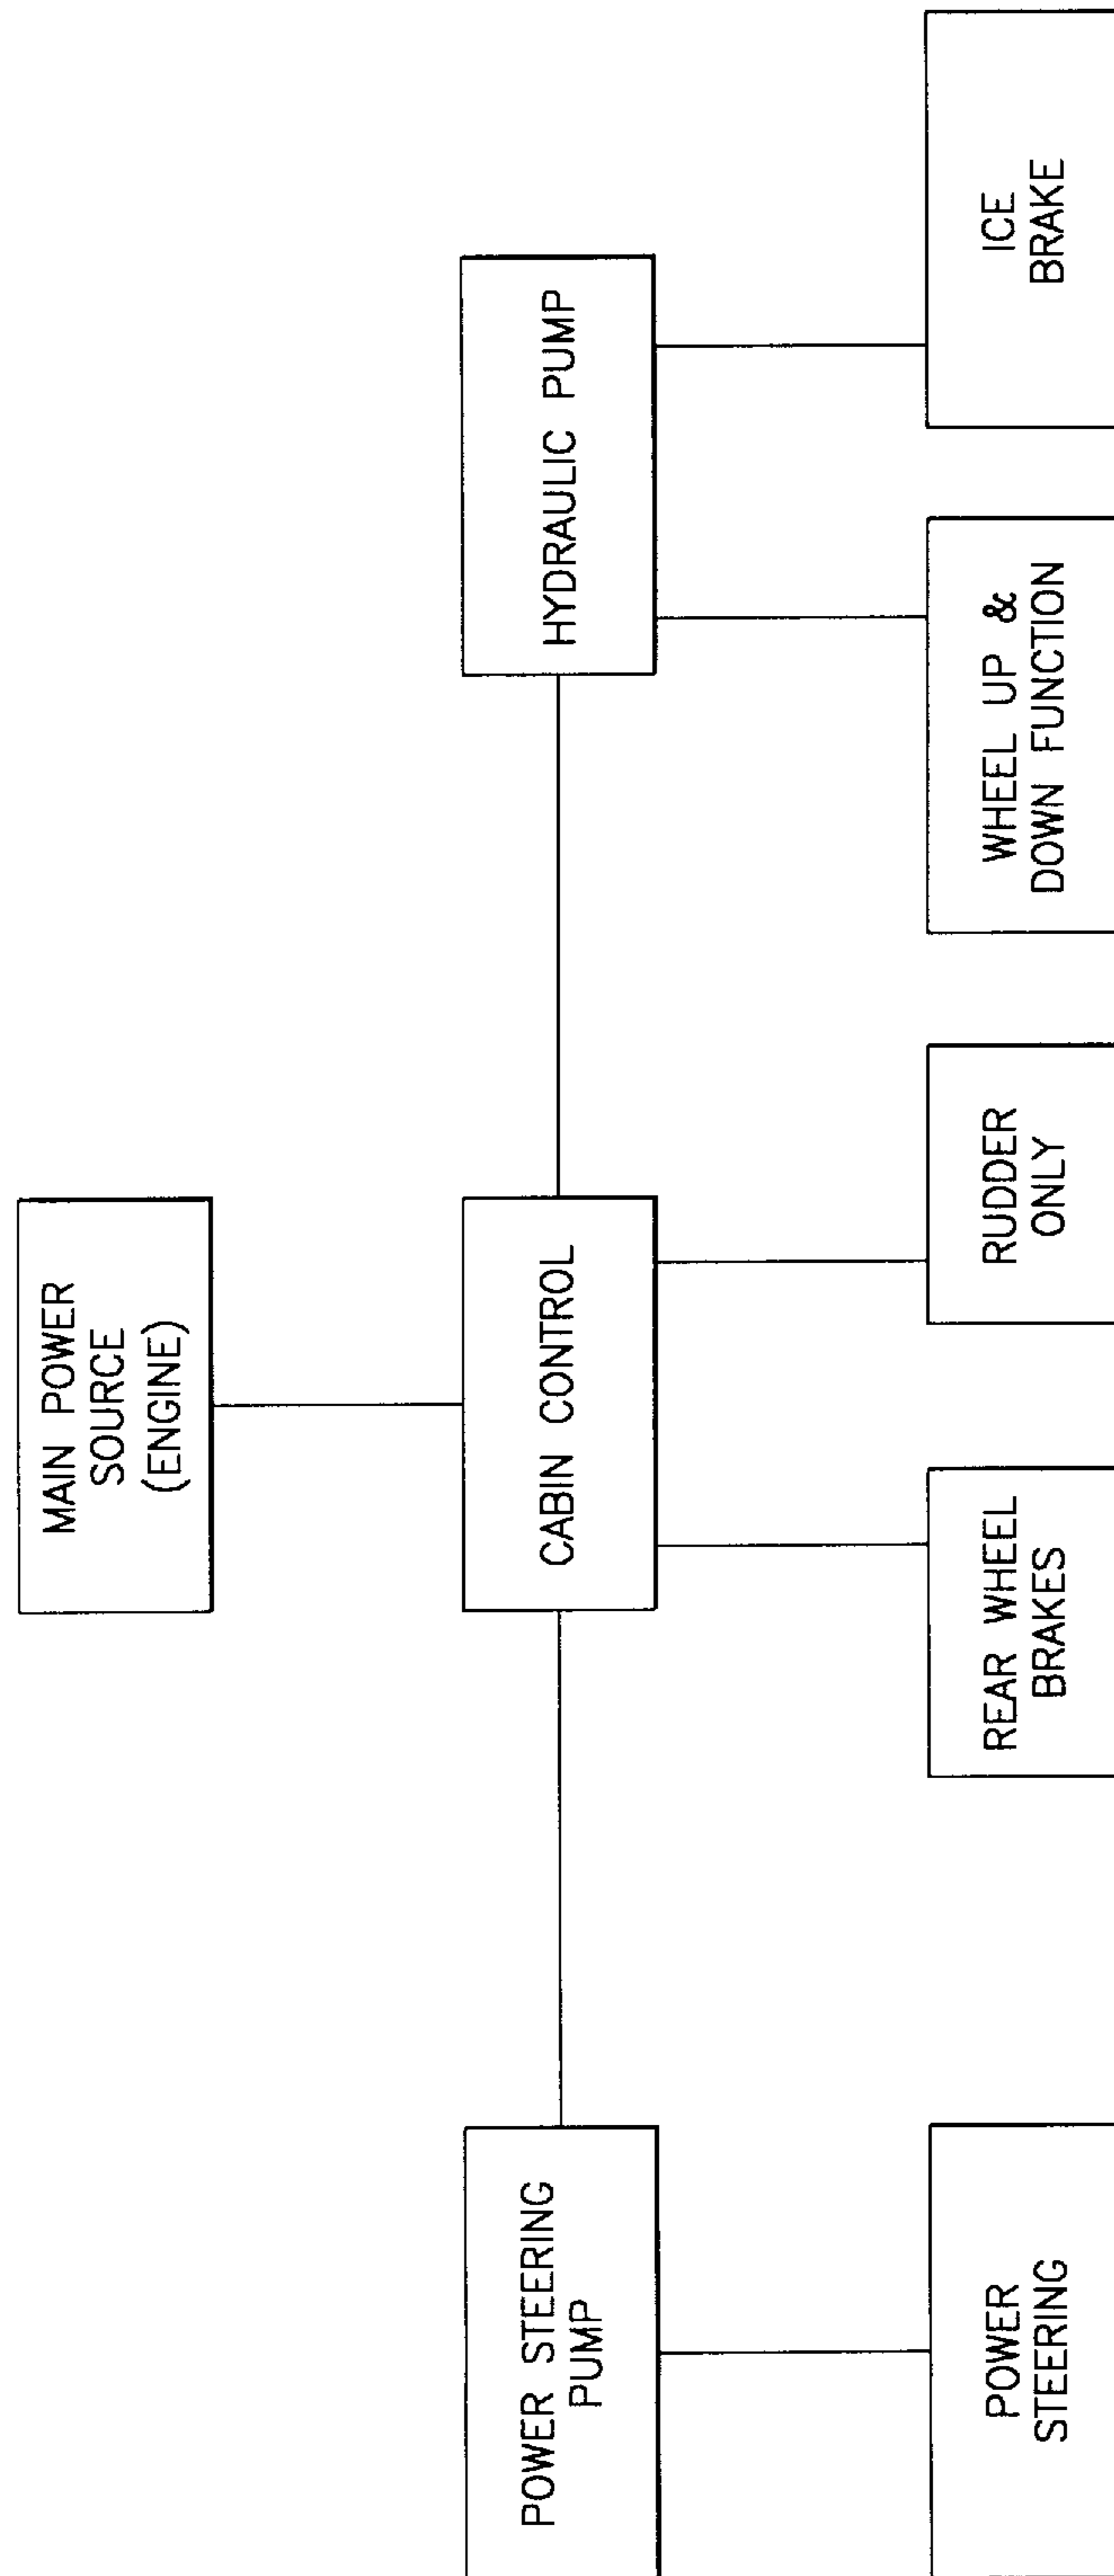 MAIN POWER
SOURCE
(ENGINE)
POWER STEERING
PUMP
CABIN CONTROL
HYDRAULIC PUMP
POWER
STEERING
REAR WHEEL
BRAKES
RUDDER
ONLY
WHEEL UP &
DOWN FUNCTION
ICE
BRAKE